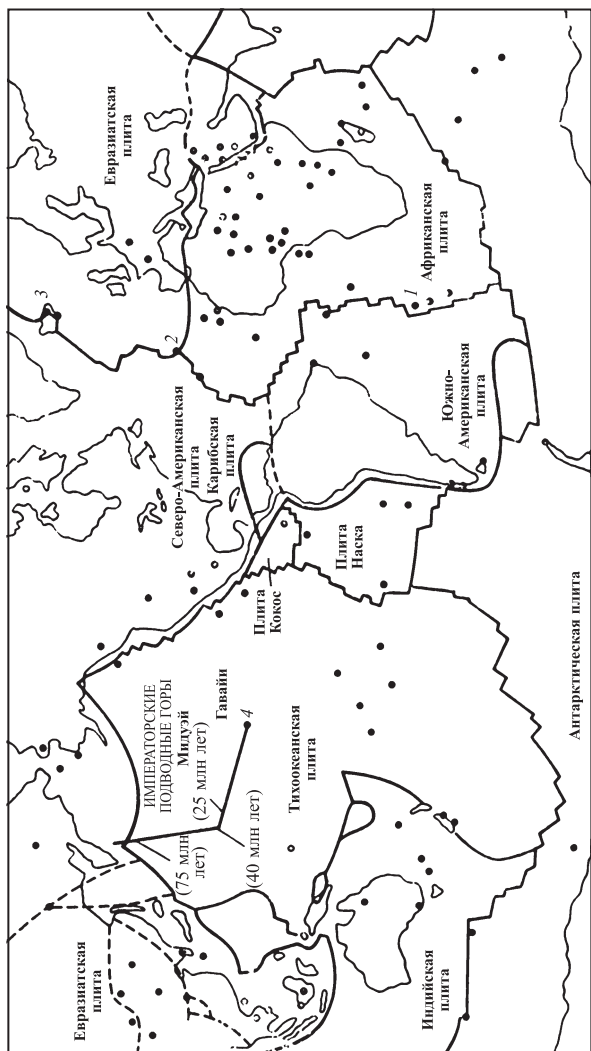 Евразиатская
плита
ИМПЕРАТОРСКИЕ
ПОДВОДНЫЕ ГОРЫ
Мидуэй
(25 млн лет)
(75 млн
лет)
(40 млн лет)
Гавайи
4
Тихоокеанская
плита
Индийская
плита
Северо-Американская
плита
Карибская
плита
Плита
Кокос
Плита
Наска
Южно-
Американская
плита
Антарктическая плита
3
2
1
Евразиатская
плита
Африканская
плита